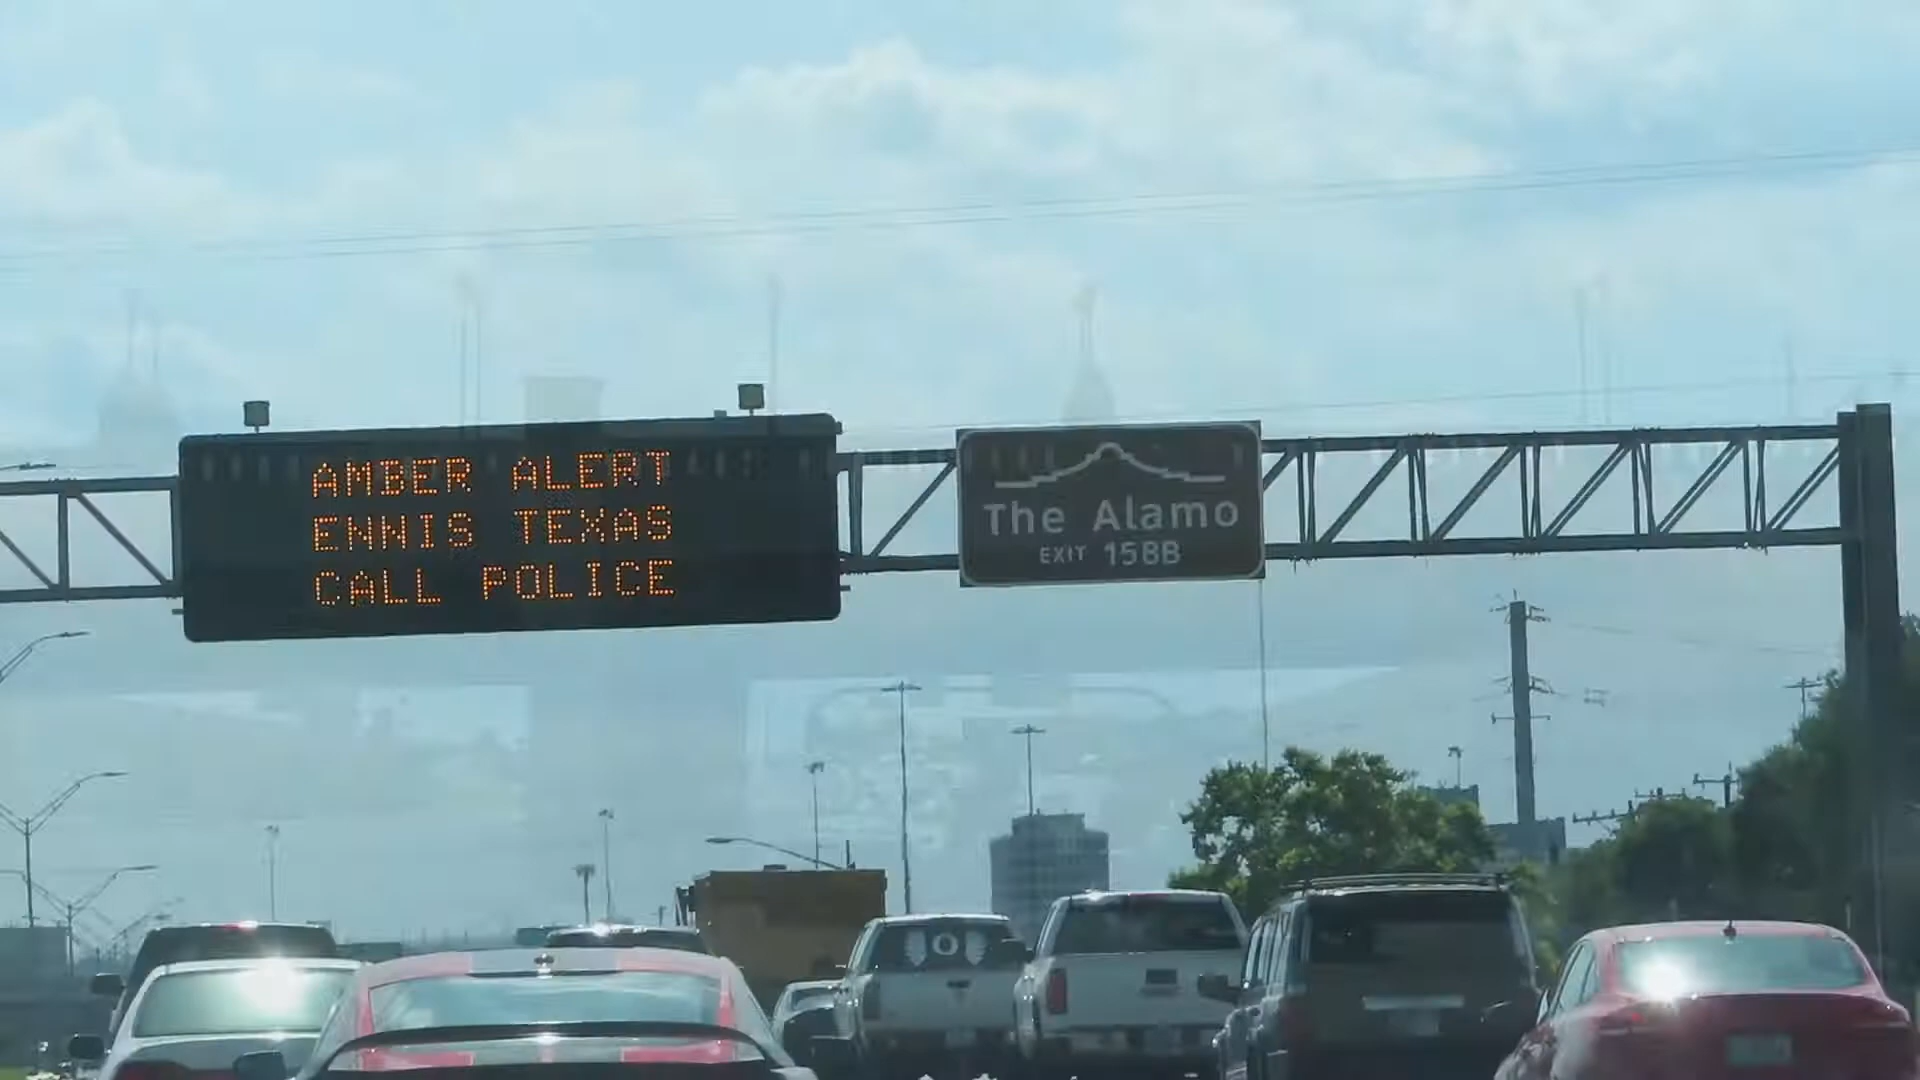 AMBER ALERT
ENNIS TEXAS
CALL POLICE
The Alamo
EXIT 158B